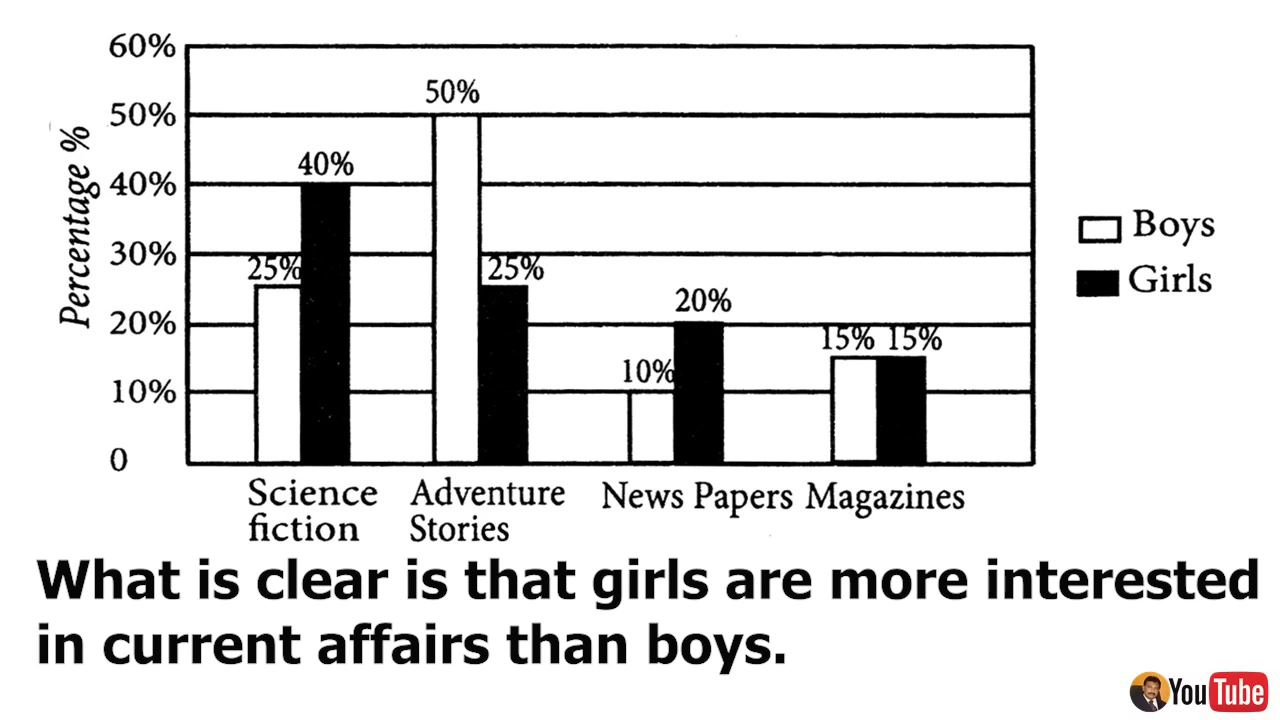 60%
50%
50%
40%
40%
30%
25%
25%
20%
20%
15% 15%
10%
10%
0
Percentage %
Boys
Girls
Science
fiction
Adventure
Stories
News Papers
Magazines
What is clear is that girls are more interested
in current affairs than boys.
YouTube